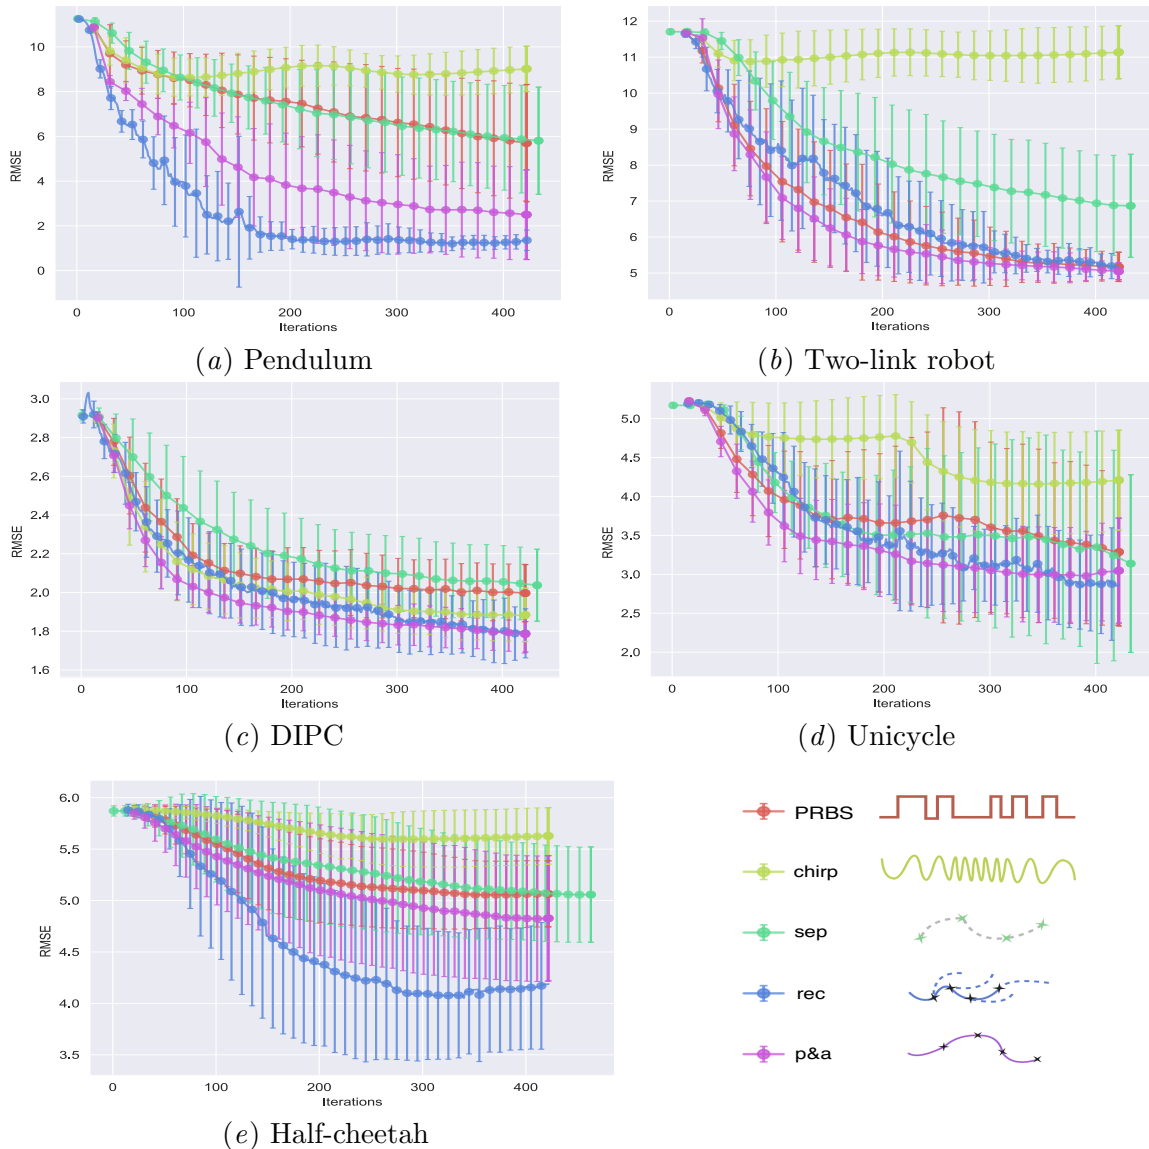 10
8
6
4
2
0
RMSE
0 100 200 300 400
Iterations
(a) Pendulum
12
11
10
9
8
7
6
5
RMSE
0 100 200 300 400
Iterations
(b) Two-link robot
3.0
2.8
2.6
2.4
2.2
2.0
1.8
1.6
RMSE
0 100 200 300 400
Iterations
(c) DIPC
5.0
4.5
4.0
3.5
3.0
2.5
2.0
RMSE
0 100 200 300 400
Iterations
(d) Unicycle
6.0
5.5
5.0
4.5
4.0
3.5
RMSE
0 100 200 300 400
Iterations
(e) Half-cheetah
PRBS
chirp
sep
rec
p&a